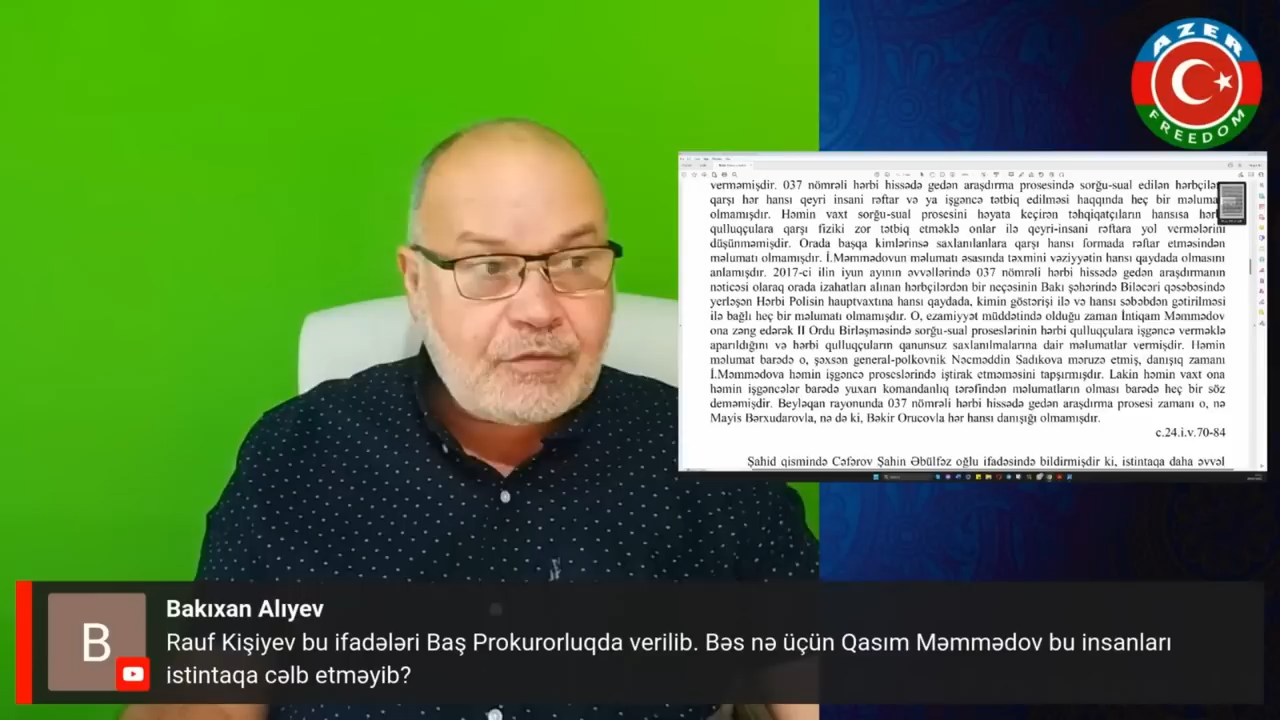 AZER
FREEDOM
verməmişdir. 037 nömrəli hərbi hissədə gedən araşdırma prosesində sorğu-sual edilən hərbçilər
qarşı hər hansı qeyri insani rəftar və ya işgəncə tətbiq edilməsi haqqında heç bir məlumat
olmamışdır. Həmin vaxt sorğu-sual prosesini həyata keçirən təhqiqatçıların hansısa hərb
qulluqçulara qarşı fiziki zor tətbiq etməklə onlar ilə qeyri-insani rəftara yol vermələrini
düşünməmişdir. Orada başqa kimlərinsə saxlanılanlara qarşı hansı formada rəftar etməsindən
məlumatı olmamışdır. İ.Məmmədovun məlumatı əsasında təxmini vəziyyətin hansı qaydada olmasını
anlamışdır. 2017-ci ilin iyun ayının əvvəllərində 037 nömrəli hərbi hissədə gedən araşdırmanın
nəticəsi olaraq orada izahatları alınan hərbçilərdən bir neçəsinin Bakı şəhərində Biləcəri qəsəbəsində
yerləşən Hərbi Polisin hauptvaxtına hansı qaydada, kimin göstərişi ilə və hansı səbəbdən gətirilməsi
ilə bağlı heç bir məlumatı olmamışdır. O, ezamiyyət müddətində olduğu zaman İntiqam Məmmədov
ona zəng edərək II Ordu Birləşməsində sorğu-sual proseslərinin hərbi qulluqçulara işgəncə verməklə
aparıldığını və hərbi qulluqçuların qanunsuz saxlanılmalarına dair məlumatlar vermişdir. Həmin
məlumat barədə o, şəxsən general-polkovnik Nəcməddin Sadıkova məruzə etmiş, danışıq zamanı
İ.Məmmədova həmin işgəncə proseslərində iştirak etməməsini tapşırmışdır. Lakin həmin vaxt ona
həmin işgəncələr barədə yuxarı komandanlıq tərəfindən məlumatların olması barədə heç bir söz
deməmişdir. Beyləqan rayonunda 037 nömrəli hərbi hissədə gedən araşdırma prosesi zamanı o, nə
Mayis Bərxudarovla, nə də ki, Bəkir Orucovla hər hansı danışığı olmamışdır.
c.24.i.v.70-84
Şahid qismində Cəfərov Şahin Əbülfəz oğlu ifadəsində bildirmişdir ki, istintaqa daha əvvəl
B
Bakıxan Alıyev
Rauf Kişiyev bu ifadələri Baş Prokurorluqda verilib. Bəs nə üçün Qasım Məmmədov bu insanları
istintaqa cəlb etməyib?